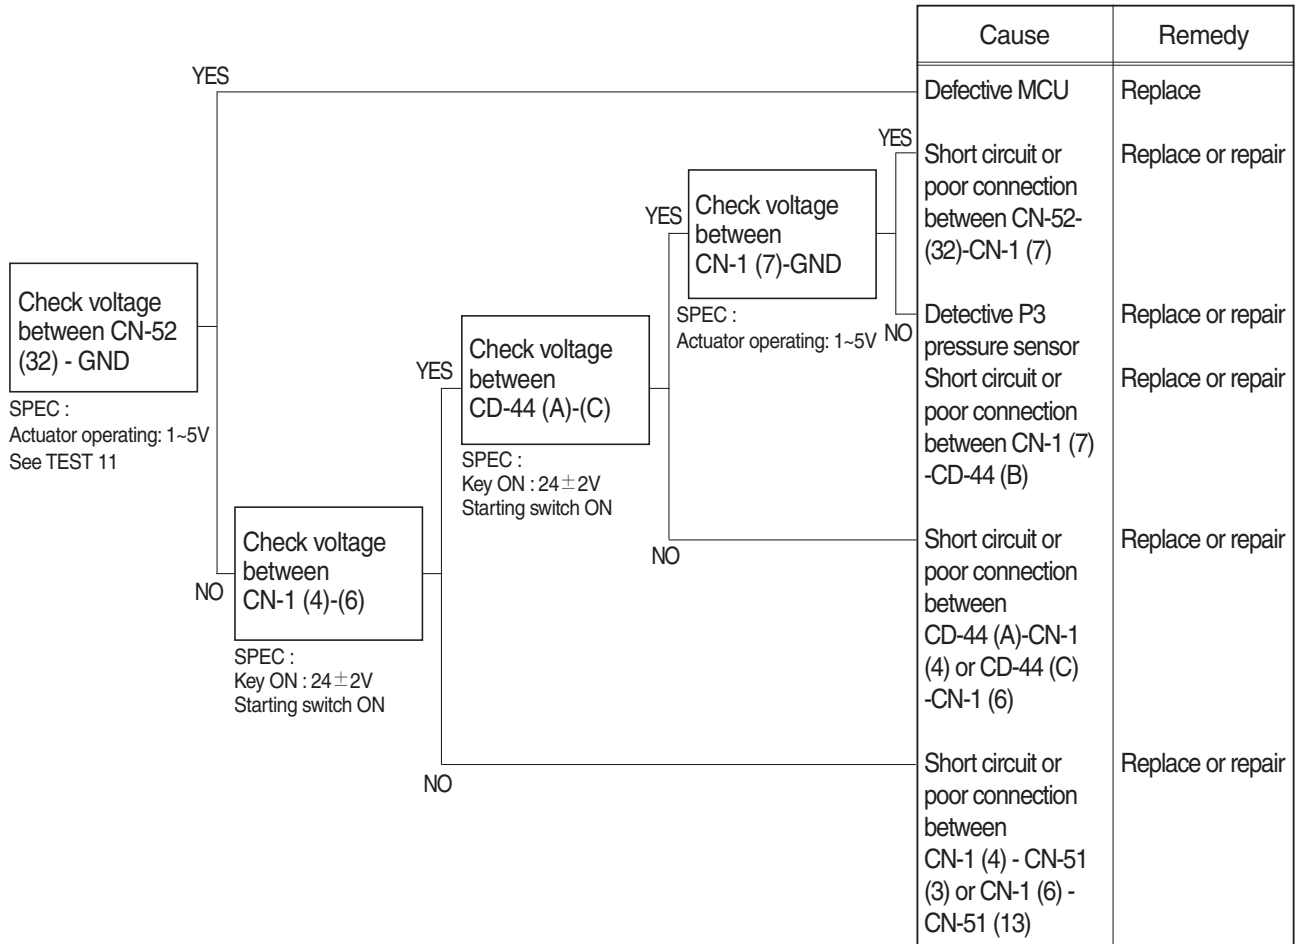 Cause
Remedy
YES
Defective MCU
Replace
YES
Short circuit or
poor connection
between CN-52-
(32)-CN-1 (7)
Replace or repair
YES
Check voltage
between
CN-1 (7)-GND
SPEC :
Actuator operating: 1~5V
NO
Detective P3
pressure sensor
Replace or repair
Short circuit or
poor connection
between CN-1 (7)
-CD-44 (B)
Replace or repair
Check voltage
between CN-52
(32) - GND
SPEC :
Actuator operating: 1~5V
See TEST 11
YES
Check voltage
between
CD-44 (A)-(C)
SPEC :
Key ON : 24±2V
Starting switch ON
NO
Short circuit or
poor connection
between
CD-44 (A)-CN-1
(4) or CD-44 (C)
-CN-1 (6)
Replace or repair
NO
Check voltage
between
CN-1 (4)-(6)
SPEC :
Key ON : 24±2V
Starting switch ON
NO
Short circuit or
poor connection
between
CN-1 (4) - CN-51
(3) or CN-1 (6) -
CN-51 (13)
Replace or repair